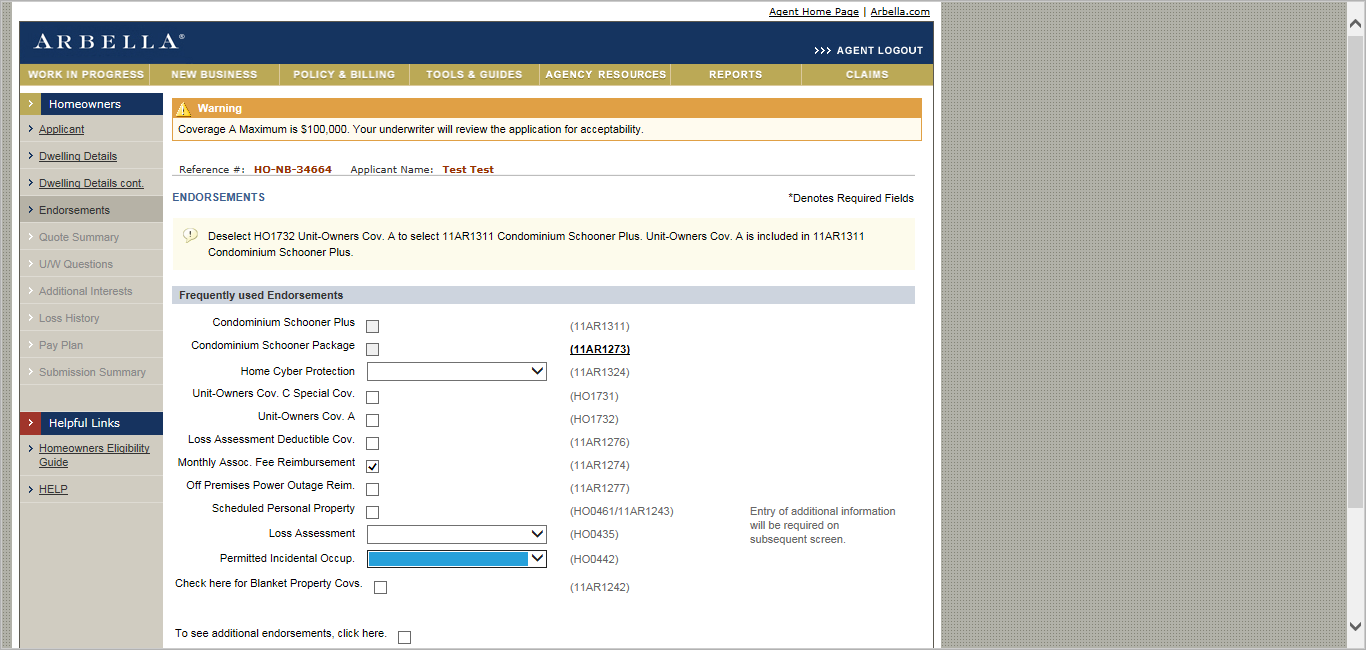 Agent Home Page | Arbella.com
ARBELLA®
>>> AGENT LOGOUT
WORK IN PROGRESS NEW BUSINESS POLICY & BILLING TOOLS & GUIDES AGENCY RESOURCES REPORTS CLAIMS
Homeowners
Applicant
Dwelling Details
Dwelling Details cont.
Endorsements
Quote Summary
U/W Questions
Additional Interests
Loss History
Pay Plan
Submission Summary
Helpful Links
Homeowners Eligibility
Guide
HELP
Warning
Coverage A Maximum is $100,000. Your underwriter will review the application for acceptability.
Reference #: HO-NB-34664 Applicant Name: Test Test
ENDORSEMENTS
*Denotes Required Fields
Deselect HO1732 Unit-Owners Cov. A to select 11AR1311 Condominium Schooner Plus. Unit-Owners Cov. A is included in 11AR1311
Condominium Schooner Plus.
Frequently used Endorsements
Condominium Schooner Plus (11AR1311)
Condominium Schooner Package (11AR1273)
Home Cyber Protection (11AR1324)
Unit-Owners Cov. C Special Cov. (HO1731)
Unit-Owners Cov. A (HO1732)
Loss Assessment Deductible Cov. (11AR1276)
Monthly Assoc. Fee Reimbursement (11AR1274)
Off Premises Power Outage Reim. (11AR1277)
Scheduled Personal Property (HO0461/11AR1243)
Entry of additional information
will be required on
subsequent screen.
Loss Assessment (HO0435)
Permitted Incidental Occup. (HO0442)
Check here for Blanket Property Covs. (11AR1242)
To see additional endorsements, click here.